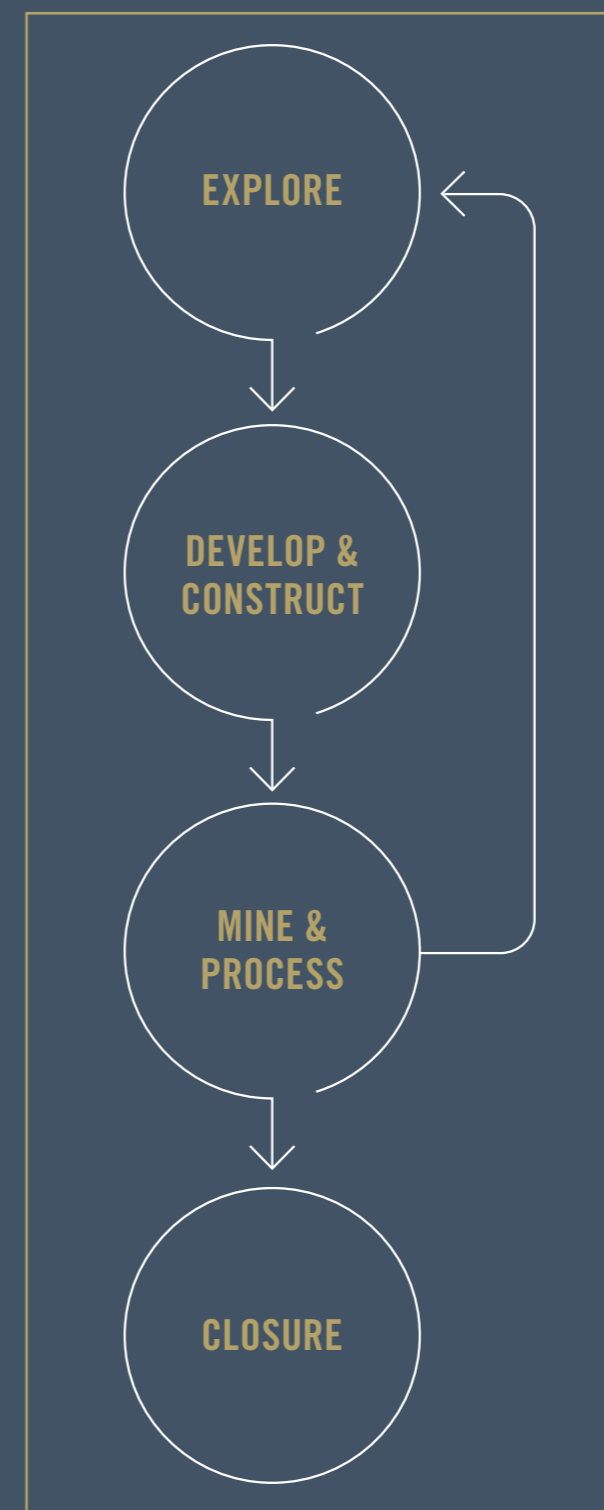 EXPLORE
DEVELOP &
CONSTRUCT
MINE &
PROCESS
CLOSURE